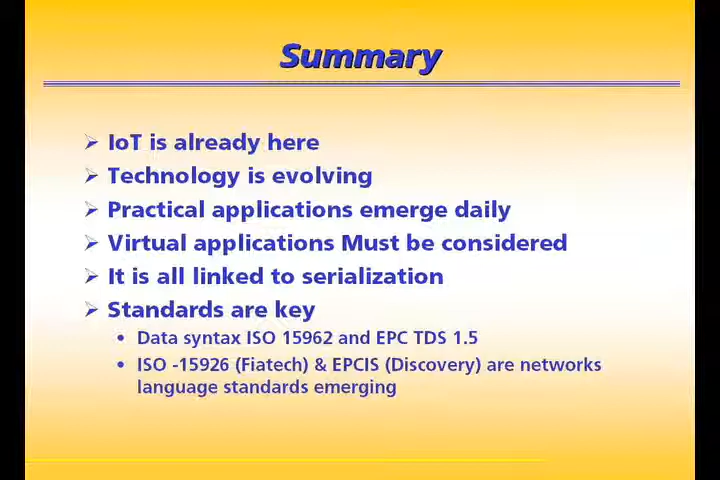 Summary
IoT is already here
Technology is evolving
Practical applications emerge daily
Virtual applications Must be considered
It is all linked to serialization
Standards are key
Data syntax ISO 15962 and EPC TDS 1.5
ISO -15926 (Fiatech) & EPCIS (Discovery) are networks
language standards emerging